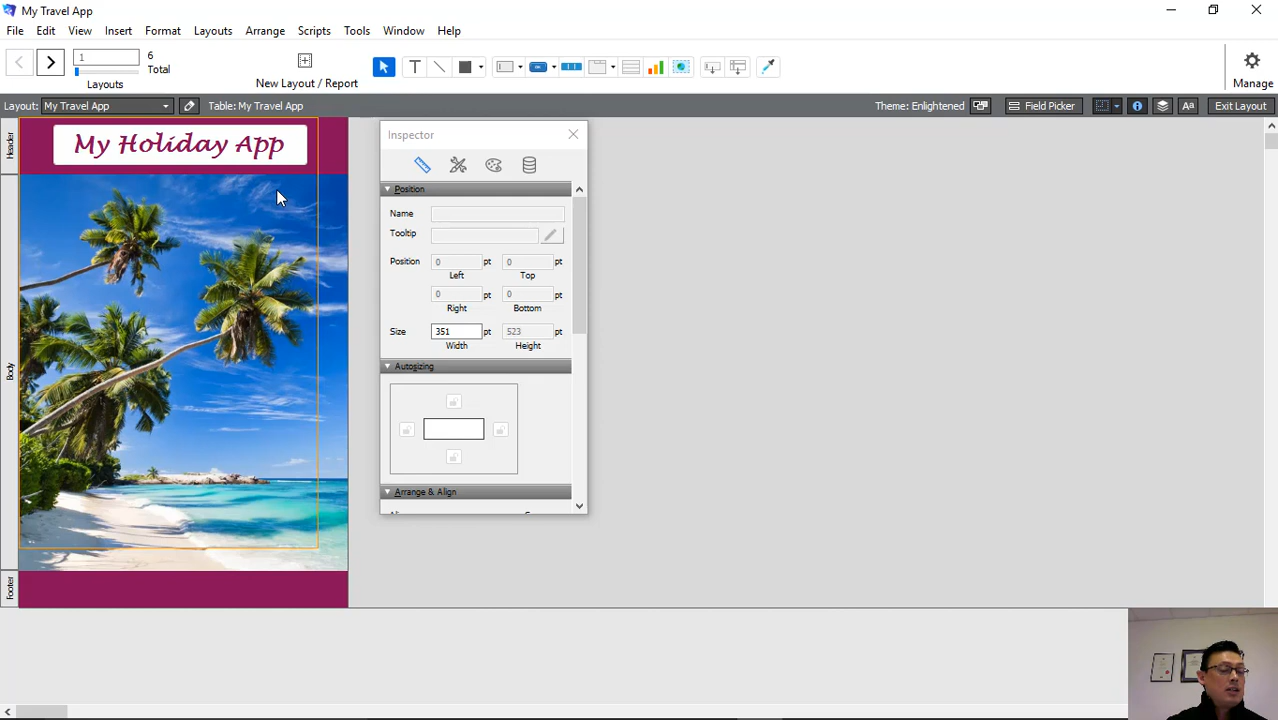 My Travel App
File Edit View Insert Format Layouts Arrange Scripts Tools Window Help
1
6
Total
Layouts
New Layout / Report
Manage
Layout: My Travel App Table: My Travel App Theme: Enlightened Field Picker Aa Exit Layout
Header
My Holiday App
Body
Footer
Inspector
Position
Name
Tooltip
Position 0 pt 0 pt
Left Top
0 pt 0 pt
Right Bottom
Size 351 pt 523 pt
Width Height
Autosizing
Arrange & Align